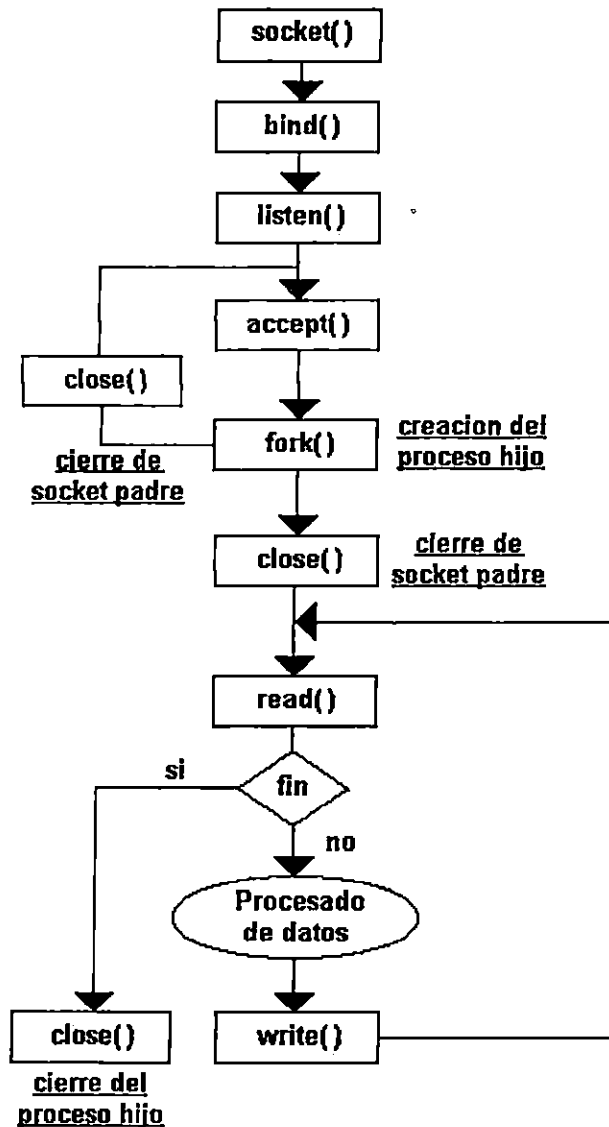 socket()
bind()
listen()
accept()
close()
fork()
creacion del
proceso hijo
cierre de
socket padre
close()
cierre de
socket padre
read()
si
fin
no
Procesado
de datos
close()
write()
cierre del
proceso hijo